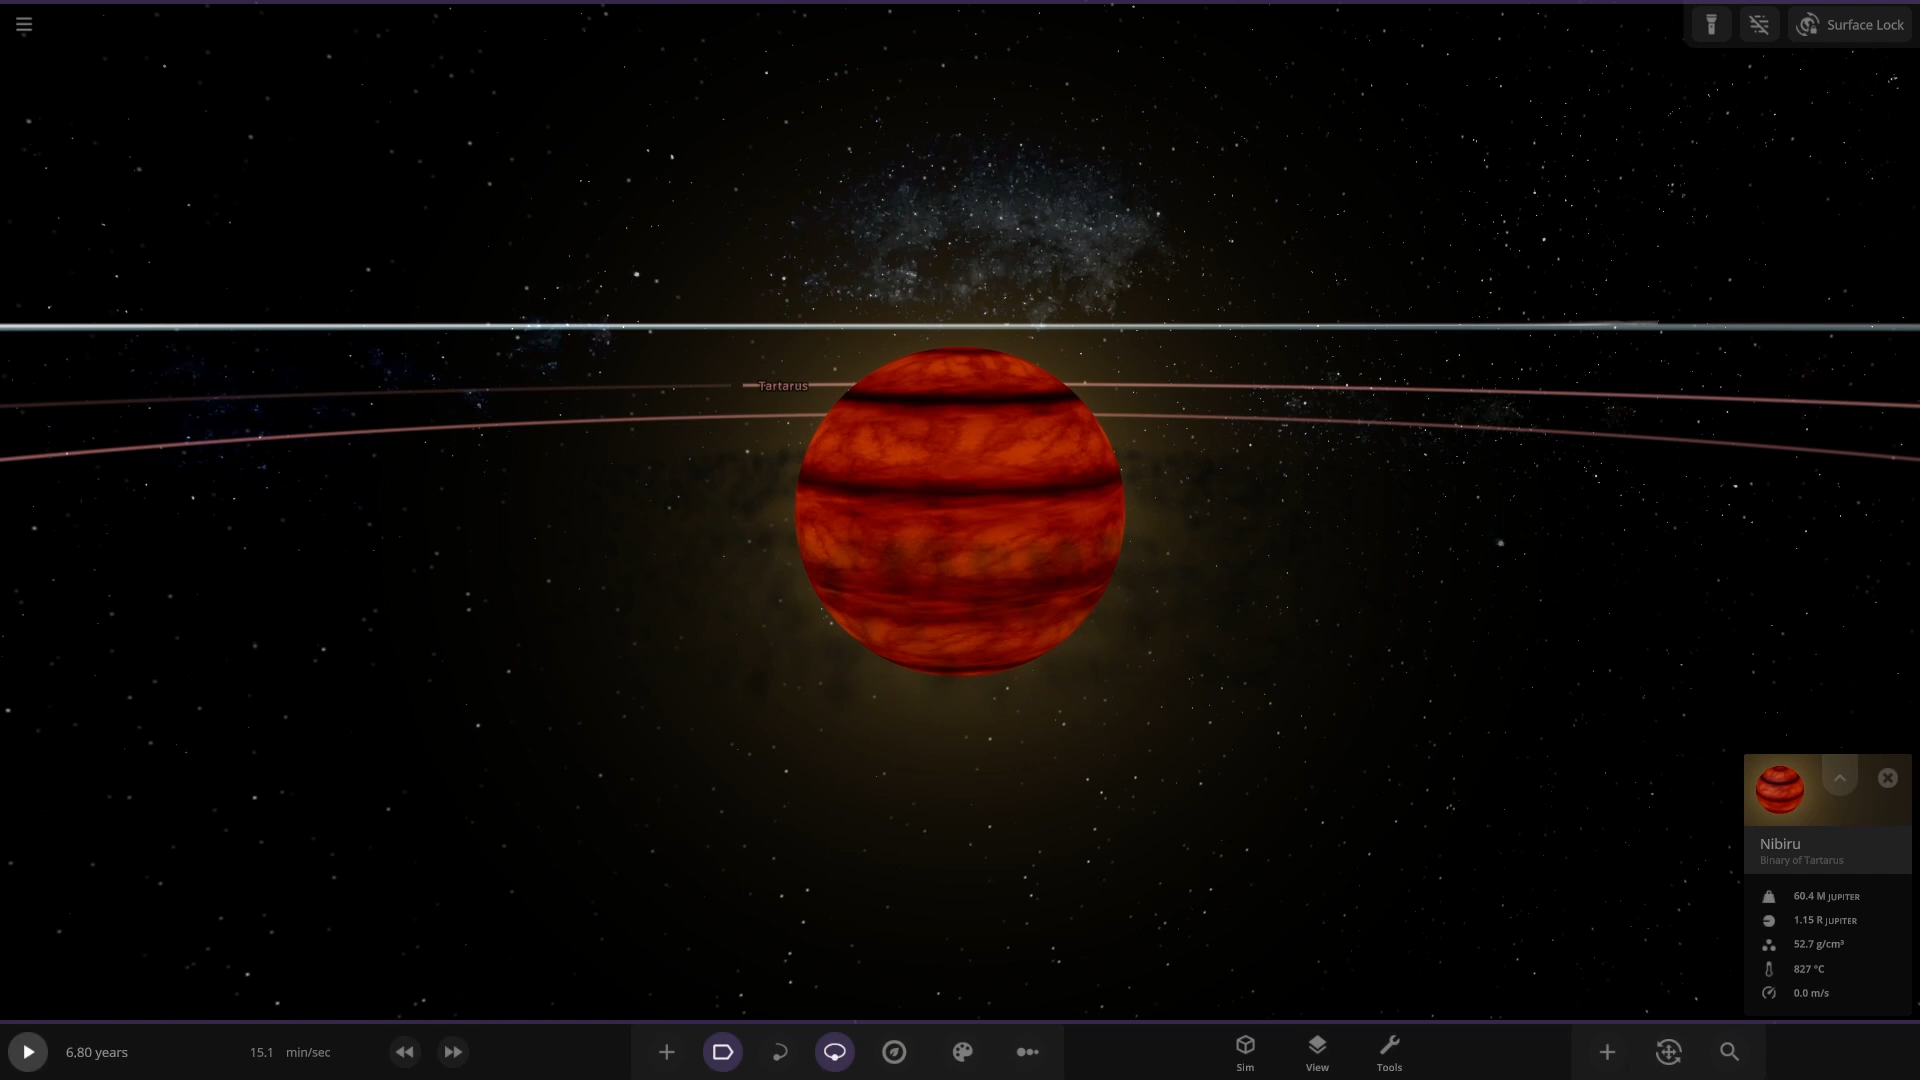 Surface Lock
Tartarus
Nibiru
Binary of Tartarus
60.4 M JUPITER
1.15 R JUPITER
52.7 g/cm³
827 °C
0.0 m/s
6.80 years
15.1 min/sec
Sim
View
Tools